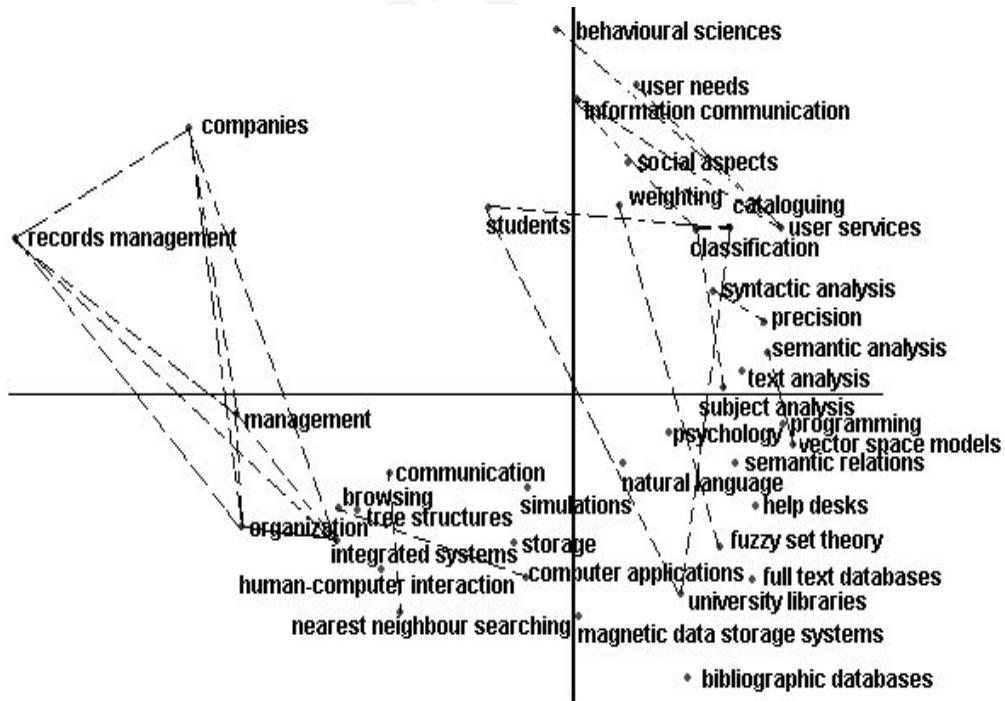 behavioural sciences
user needs
information communication
companies
social aspects
weighting
cataloguing
students
user services
records management
classification
syntactic analysis
precision
semantic analysis
text analysis
subject analysis
management
programming
psychology
vector space models
communication
semantic relations
natural language
browsing
simulations
tree structures
help desks
organization
integrated systems
storage
fuzzy set theory
human-computer interaction
computer applications
full text databases
university libraries
nearest neighbour searching
magnetic data storage systems
bibliographic databases